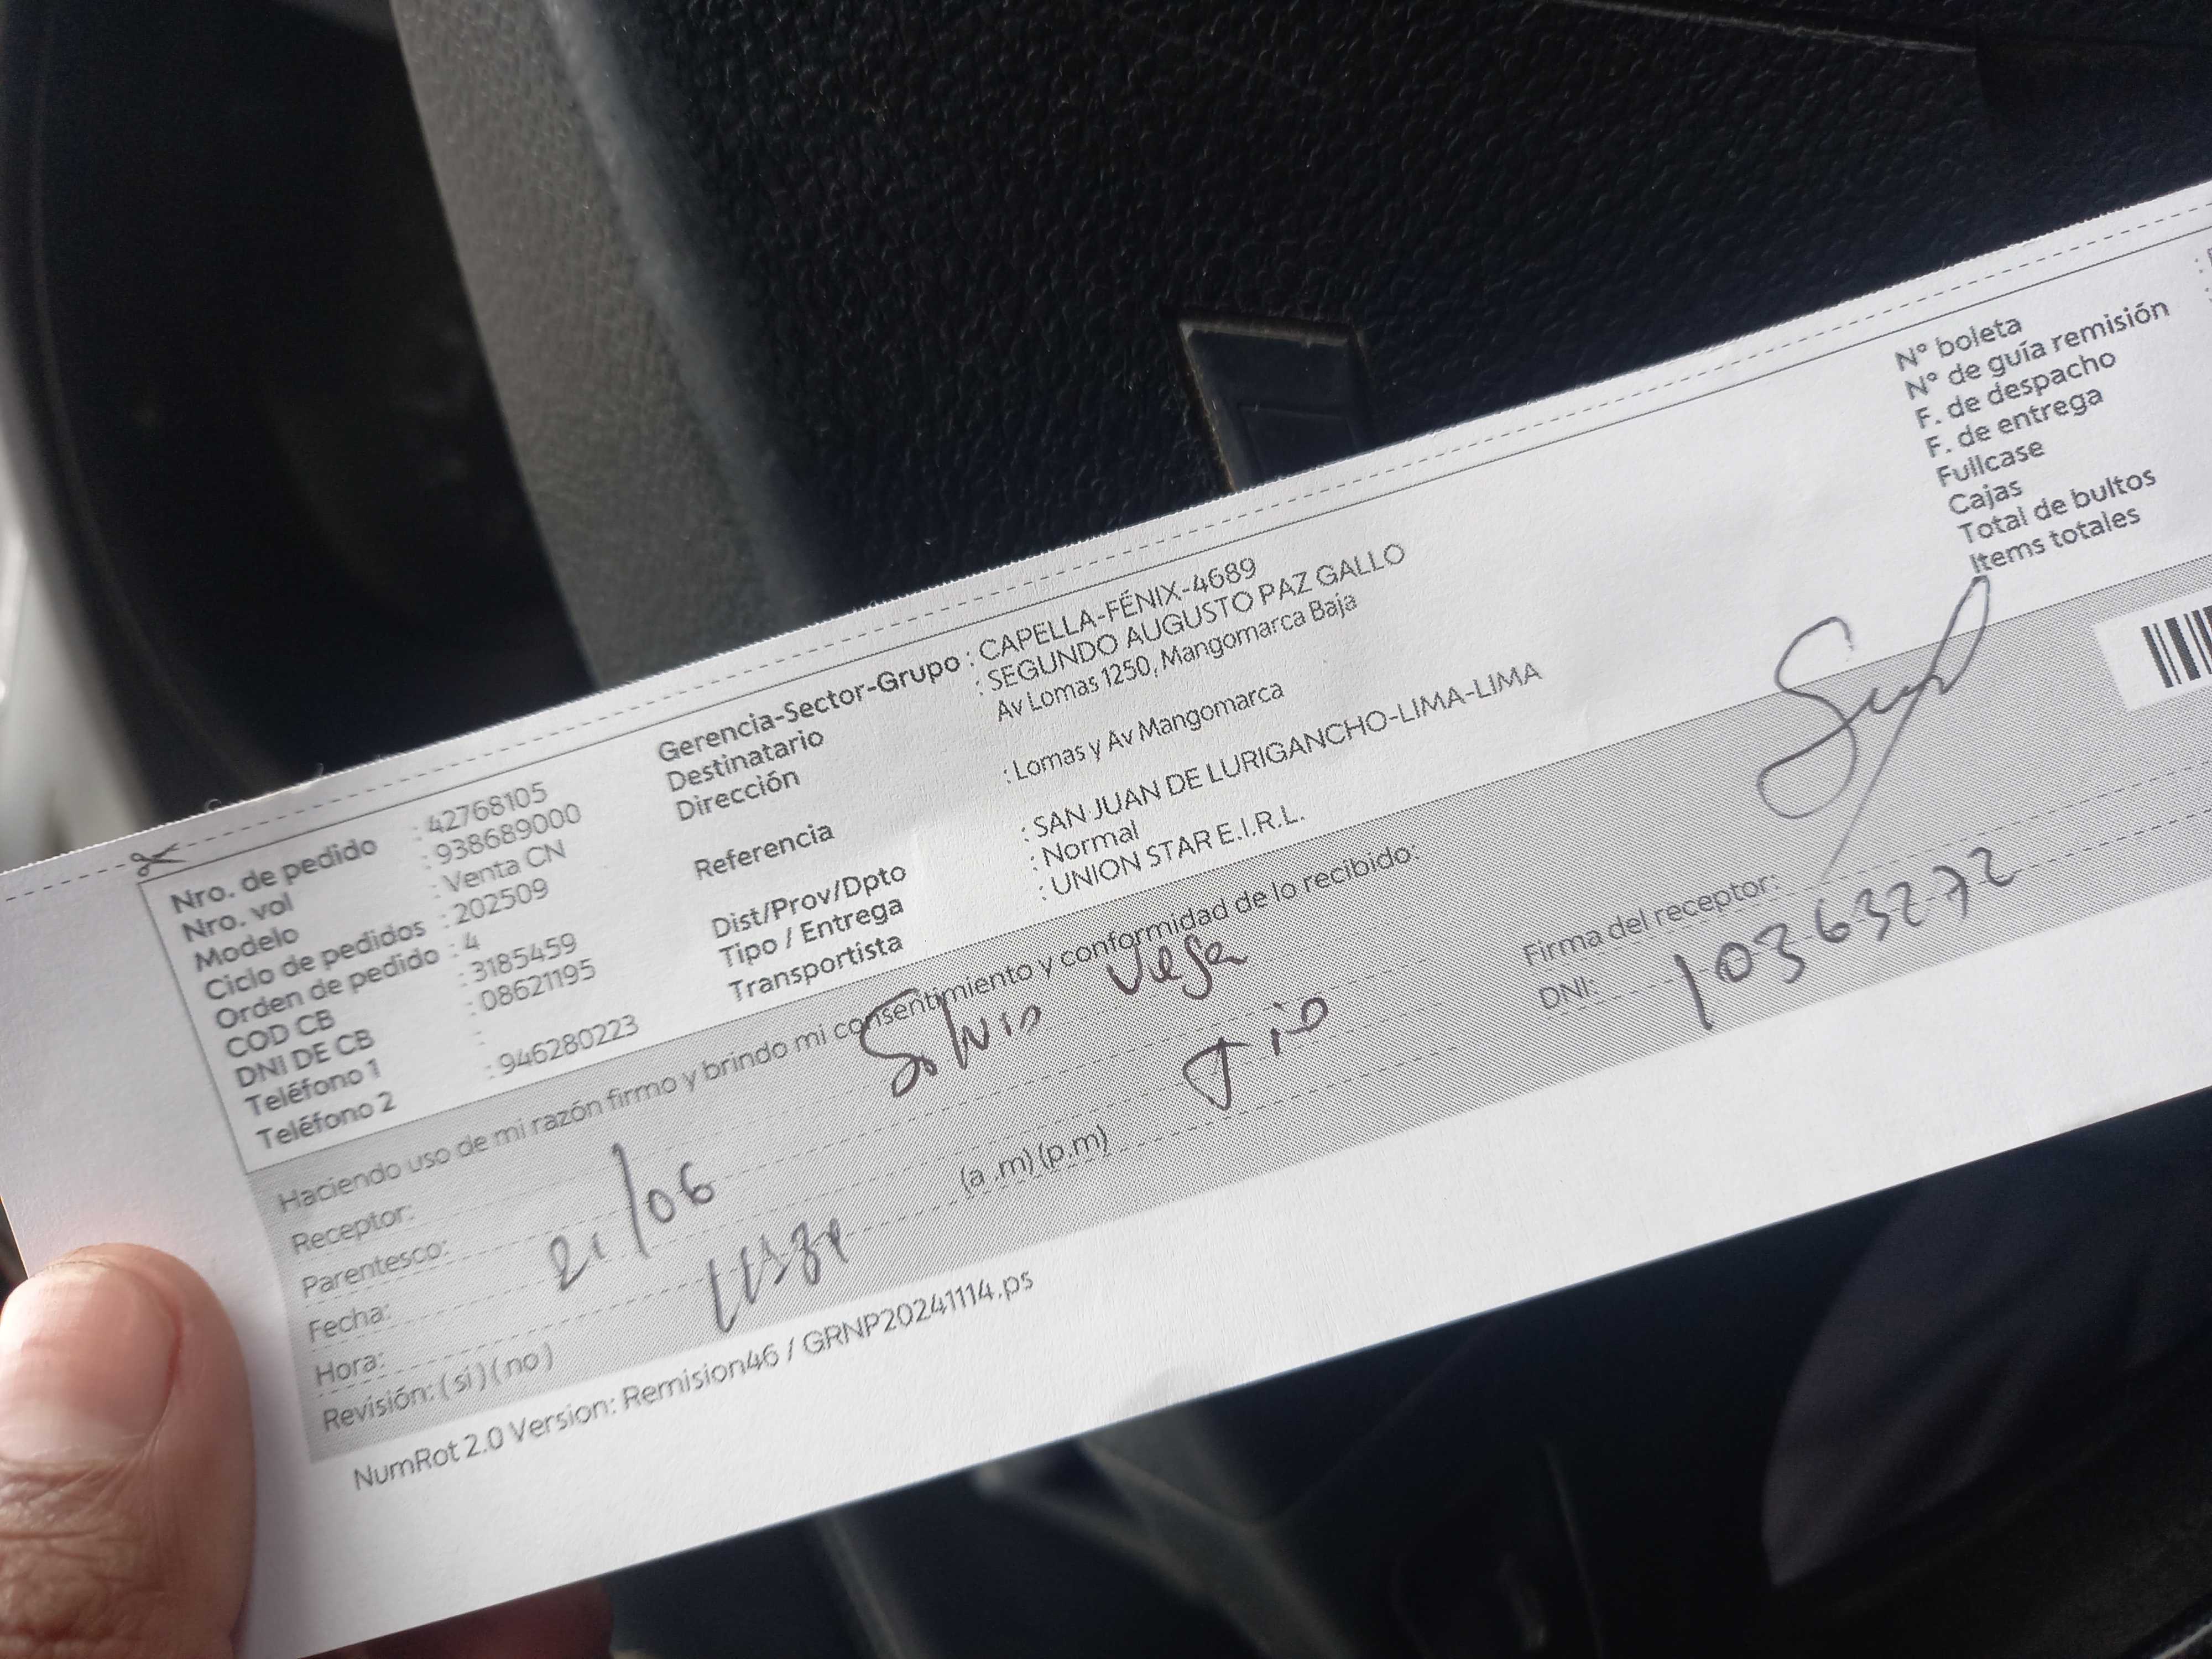 Nro. de pedido : 42768105
Nro. vol : 938689000
Modelo : Venta CN
Ciclo de pedidos : 202509
Orden de pedido : 4
COD CB : 3185459
DNI DE CB : 08621195
Teléfono 1 :
Teléfono 2 : 946280223
Gerencia-Sector-Grupo : CAPELLA-FÉNIX-4689
Destinatario : SEGUNDO AUGUSTO PAZ GALLO
Dirección Av Lomas 1250, Mangomarca Baja
Referencia : Lomas y Av Mangomarca
Dist/Prov/Dpto : SAN JUAN DE LURIGANCHO-LIMA-LIMA
Tipo / Entrega : Normal
Transportista : UNION STAR E.I.R.L.
N° boleta
N° de guía remisión
F. de despacho
F. de entrega
Fullcase
Cajas
Total de bultos
Items totales
Haciendo uso de mi razón firmo y brindo mi consentimiento y conformidad de lo recibido:
Receptor: Vega
Parentesco: Tio
Fecha: 21/06
Hora: (a .m) (p.m)
Revisión: ( si ) ( no )
Firma del receptor:
DNI: 10363272
NumRot 2.0 Version: Remision46 / GRNP20241114.ps